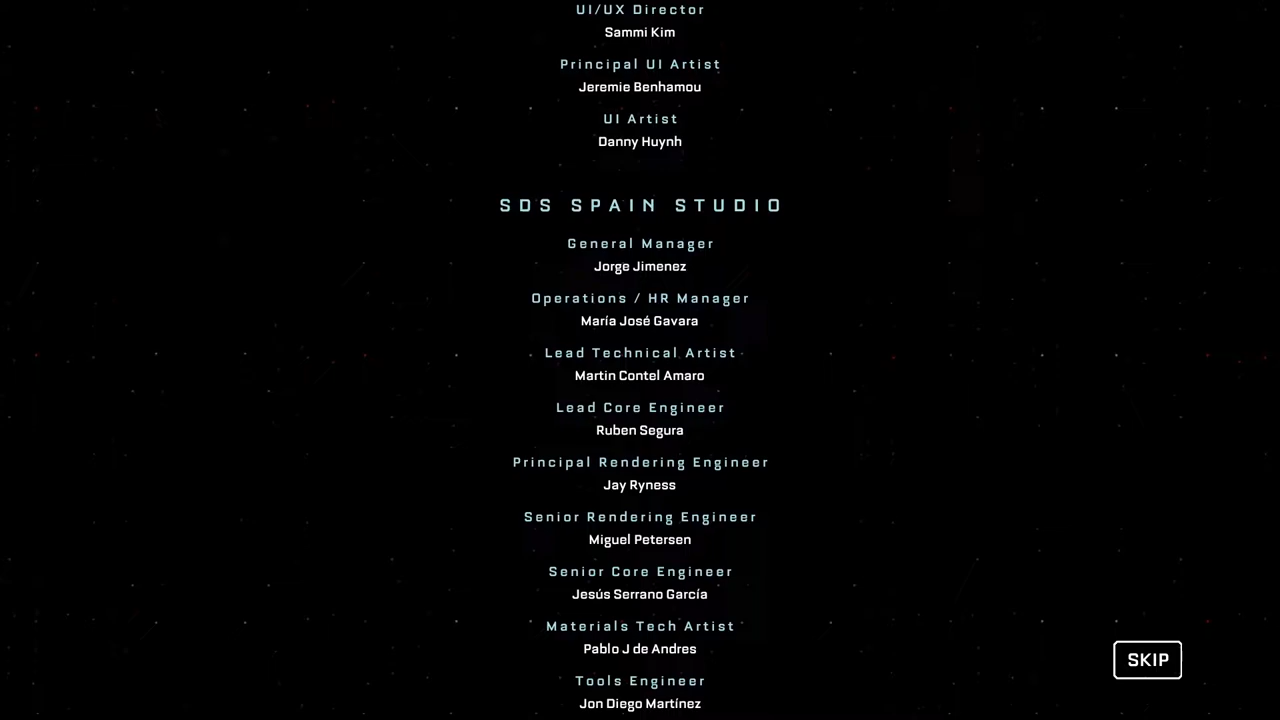 UI/UX Director
Sammi Kim
Principal UI Artist
Jeremie Benhamou
UI Artist
Danny Huynh
SDS SPAIN STUDIO
General Manager
Jorge Jimenez
Operations / HR Manager
María José Gavara
Lead Technical Artist
Martin Contel Amaro
Lead Core Engineer
Ruben Segura
Principal Rendering Engineer
Jay Ryness
Senior Rendering Engineer
Miguel Petersen
Senior Core Engineer
Jesús Serrano García
Materials Tech Artist
Pablo J de Andres
SKIP
Tools Engineer
Jon Diego Martínez